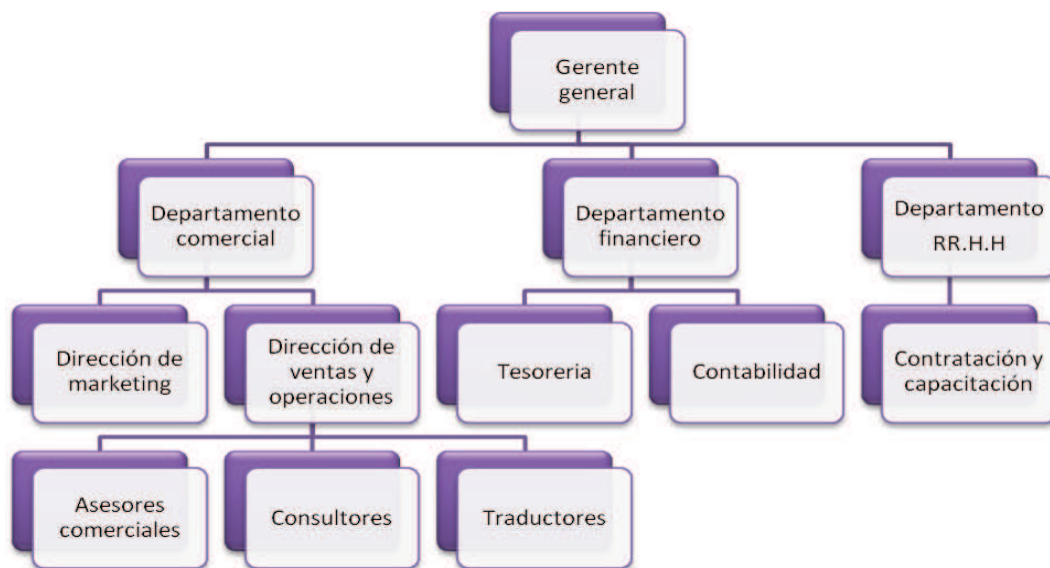 Gerente
general
Departamento
comercial
Departamento
financiero
Departamento
RR.H.H
Dirección de
marketing
Dirección de
ventas y
operaciones
Tesoreria
Contabilidad
Contratación y
capacitación
Asesores
comerciales
Consultores
Traductores